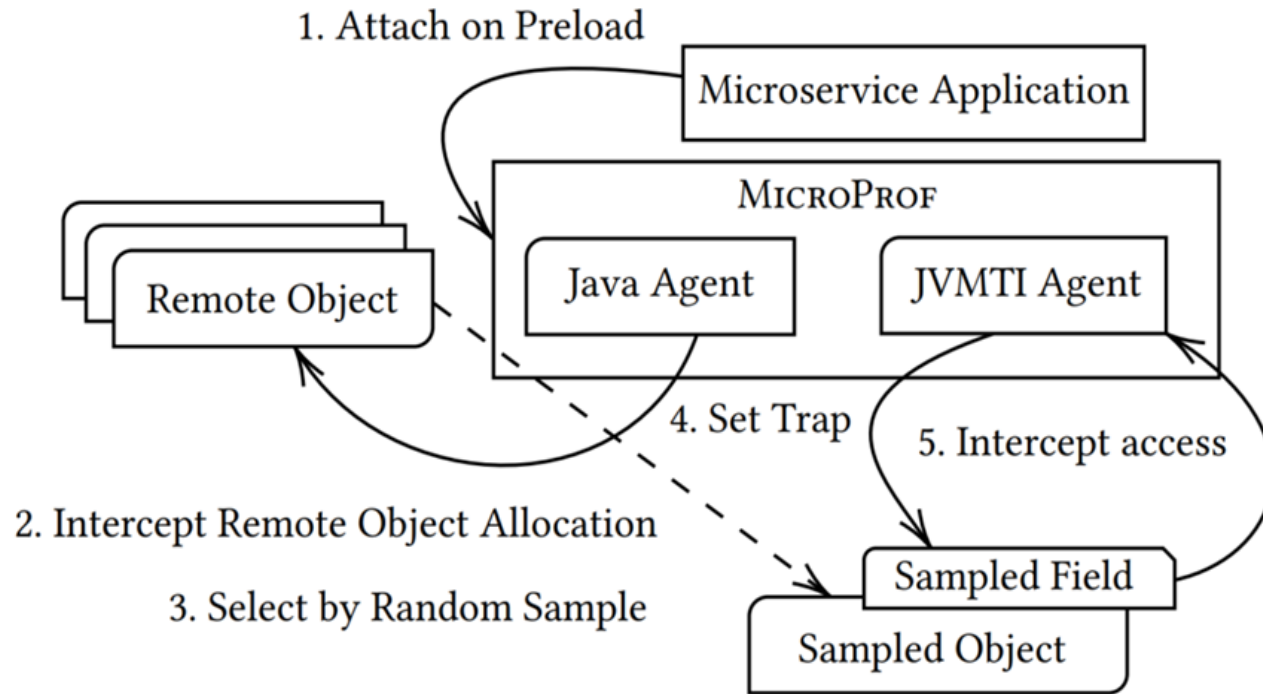 1. Attach on Preload
Microservice Application
MICROPROF
Java Agent
JVMTI Agent
Remote Object
4. Set Trap
5. Intercept access
2. Intercept Remote Object Allocation
Sampled Field
3. Select by Random Sample
Sampled Object